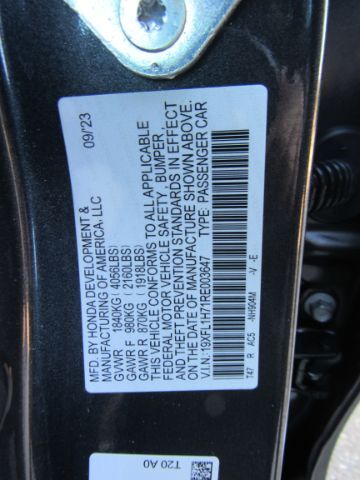 MFD BY HONDA DEVELOPMENT & 09/23
MANUFACTURING OF AMERICA, LLC
GVWR 1840KG ( 4056LBS)
GAWR F 980KG ( 2160LBS)
GAWR R 870KG ( 1918LBS)
THIS VEHICLE CONFORMS TO ALL APPLICABLE
FEDERAL MOTOR VEHICLE SAFETY, BUMPER,
AND THEFT PREVENTION STANDARDS IN EFFECT
ON THE DATE OF MANUFACTURE SHOWN ABOVE.
V.I.N: 19XFL1H71RE003647 TYPE: PASSENGER CAR
T47 R AC5 -NH904M -V -E
T20 A0